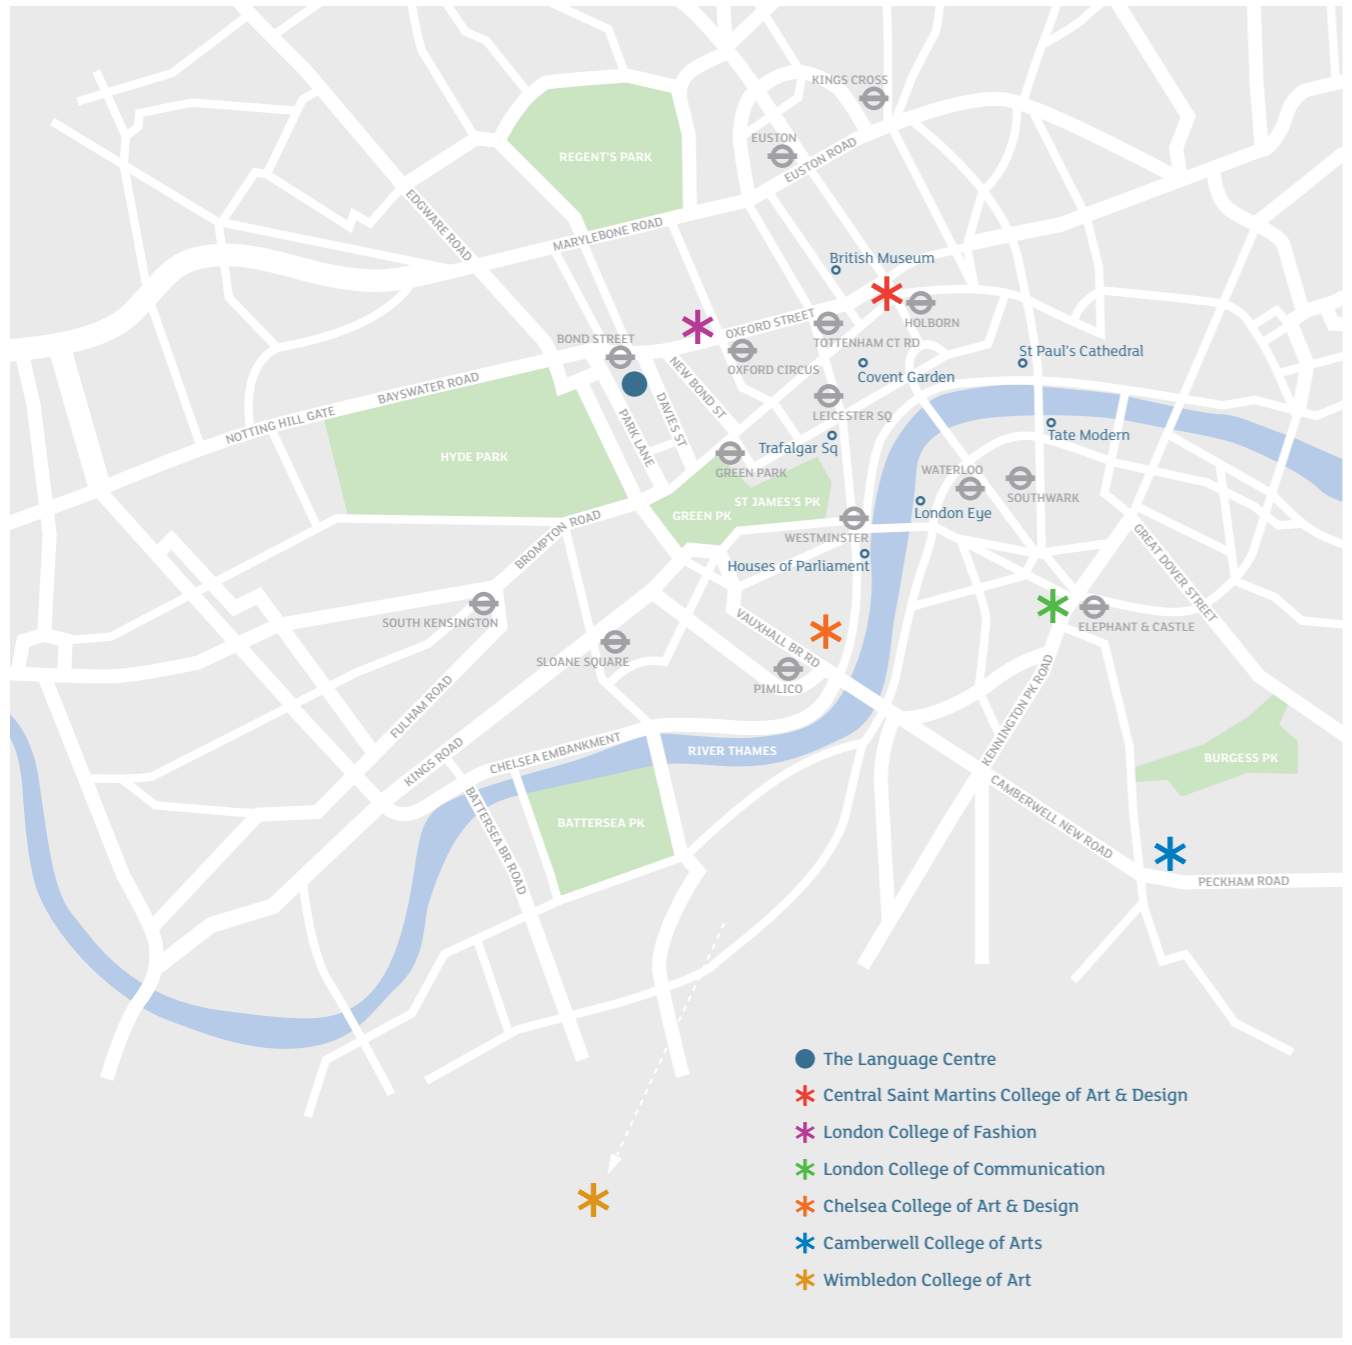 KINGS CROSS
EUSTON
EUSTON ROAD
REGENT'S PARK
EDGWARE ROAD
MARYLEBONE ROAD
British Museum
HOLBORN
OXFORD STREET
TOTTENHAM CT RD
BOND STREET
OXFORD CIRCUS
St Paul's Cathedral
Covent Garden
NEW BOND ST
BAYSWATER ROAD
NOTTING HILL GATE
DAVIES ST
PARK LANE
LEICESTER SQ
Trafalgar Sq
Tate Modern
HYDE PARK
GREEN PARK
WATERLOO
SOUTHWARK
ST JAMES'S PK
GREEN PK
London Eye
BROMPTON ROAD
WESTMINSTER
Houses of Parliament
GREAT DOVER STREET
SOUTH KENSINGTON
VAUXHALL BR RD
ELEPHANT & CASTLE
SLOANE SQUARE
PIMLICO
FULHAM ROAD
KENNINGTON PK ROAD
KINGS ROAD
CHELSEA EMBANKMENT
RIVER THAMES
BURGESS PK
BATTERSEA BR ROAD
BATTERSEA PK
CAMBERWELL NEW ROAD
PECKHAM ROAD
The Language Centre
Central Saint Martins College of Art & Design
London College of Fashion
London College of Communication
Chelsea College of Art & Design
Camberwell College of Arts
Wimbledon College of Art